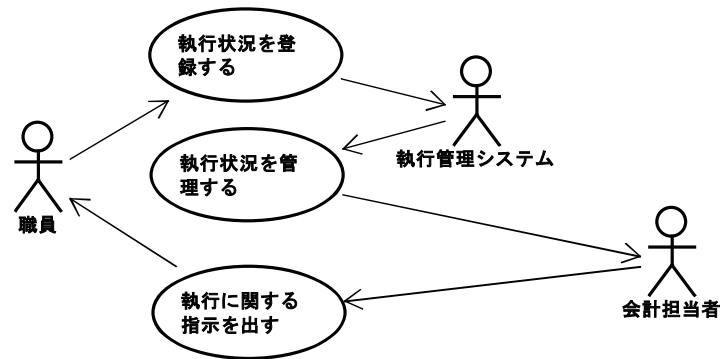 執行状況を登
録する
執行管理システム
執行状況を管
理する
職員
会計担当者
執行に関する
指示を出す